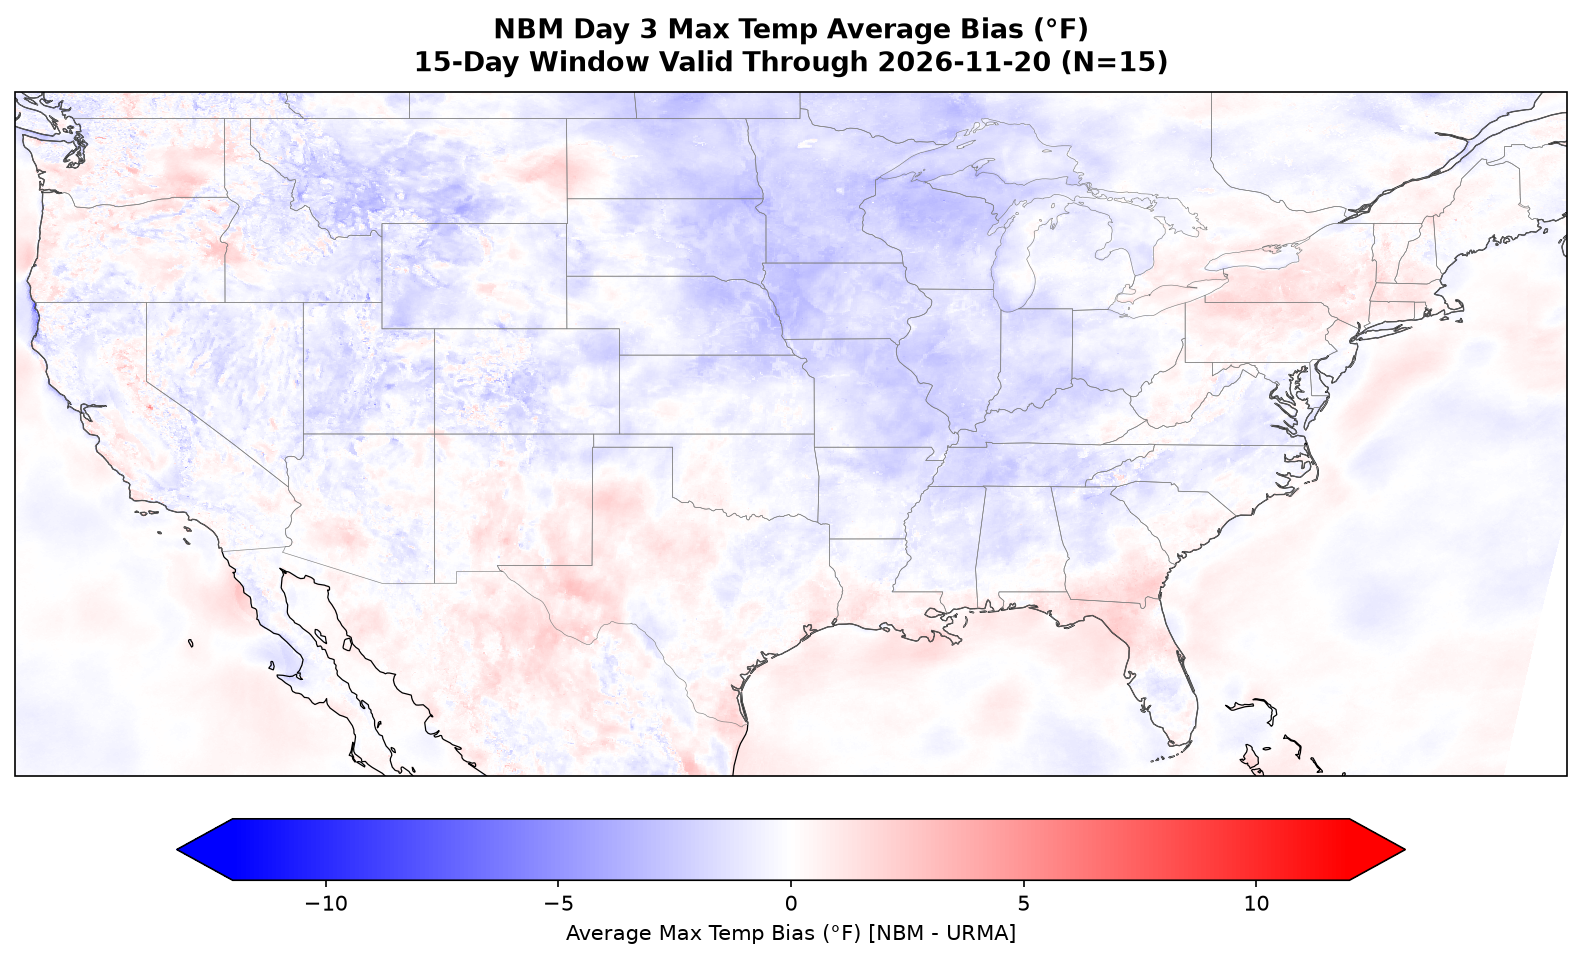 NBM Day 3 Max Temp Average Bias (°F)
15-Day Window Valid Through 2026-11-20 (N=15)
−10 −5 0 5 10
Average Max Temp Bias (°F) [NBM - URMA]